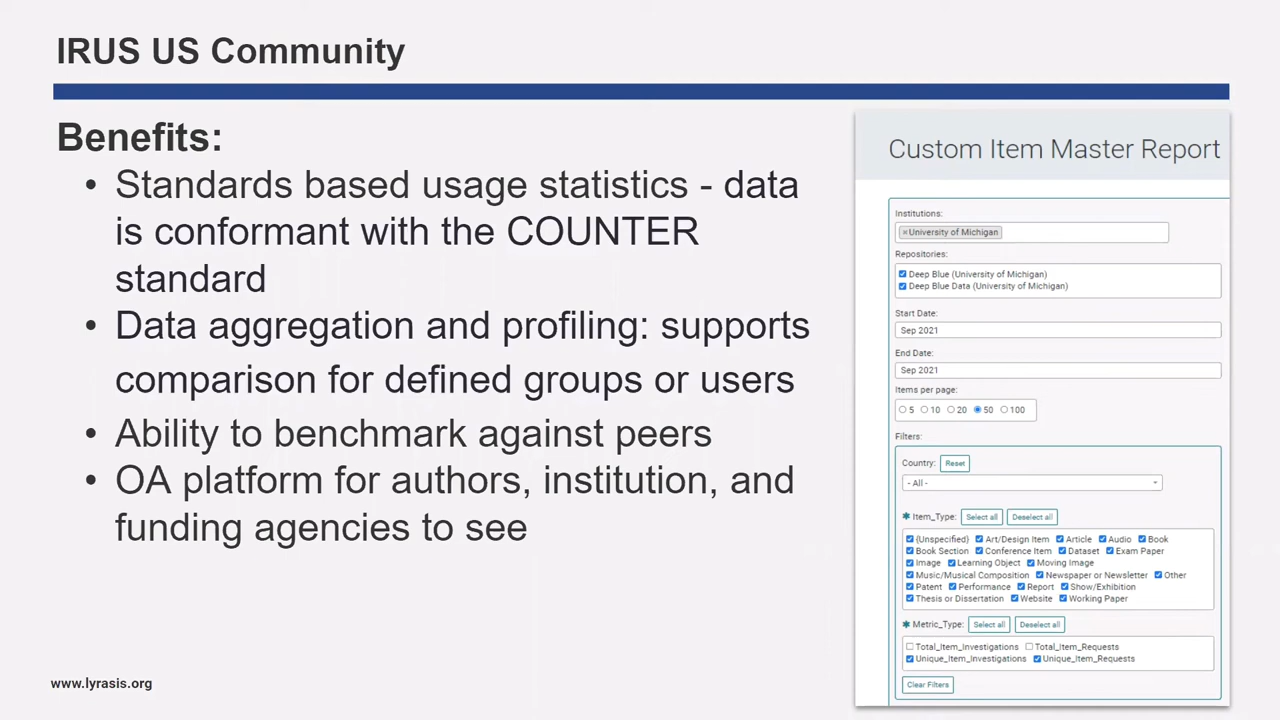 IRUS US Community
Benefits:
• Standards based usage statistics - data
is conformant with the COUNTER
standard
• Data aggregation and profiling: supports
comparison for defined groups or users
• Ability to benchmark against peers
• OA platform for authors, institution, and
funding agencies to see
www.lyrasis.org
Custom Item Master Report
Institutions:
×University of Michigan
Repositories:
Deep Blue (University of Michigan)
Deep Blue Data (University of Michigan)
Start Date:
Sep 2021
End Date:
Sep 2021
Items per page:
5 10 20 50 100
Filters:
Country: Reset
- All -
✱ Item_Type: Select all Deselect all
{Unspecified} Art/Design Item Article Audio Book
Book Section Conference Item Dataset Exam Paper
Image Learning Object Moving Image
Music/Musical Composition Newspaper or Newsletter Other
Patent Performance Report Show/Exhibition
Thesis or Dissertation Website Working Paper
✱ Metric_Type: Select all Deselect all
Total_Item_Investigations Total_Item_Requests
Unique_Item_Investigations Unique_Item_Requests
Clear Filters